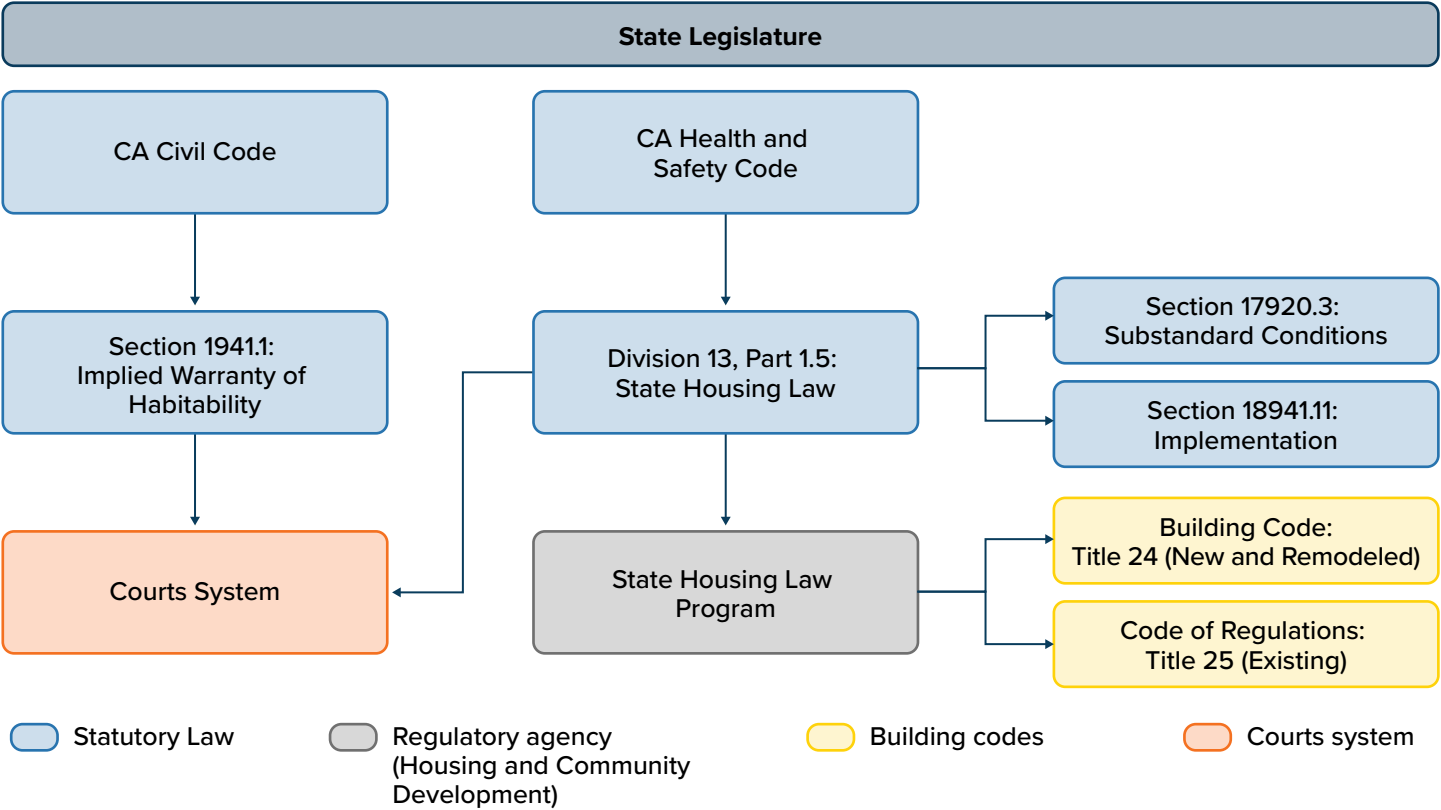 State Legislature
CA Civil Code
CA Health and
Safety Code
Section 1941.1:
Implied Warranty of
Habitability
Division 13, Part 1.5:
State Housing Law
Section 17920.3:
Substandard Conditions
Section 18941.11:
Implementation
Courts System
State Housing Law
Program
Building Code:
Title 24 (New and Remodeled)
Code of Regulations:
Title 25 (Existing)
Statutory Law
Regulatory agency
(Housing and Community
Development)
Building codes
Courts system